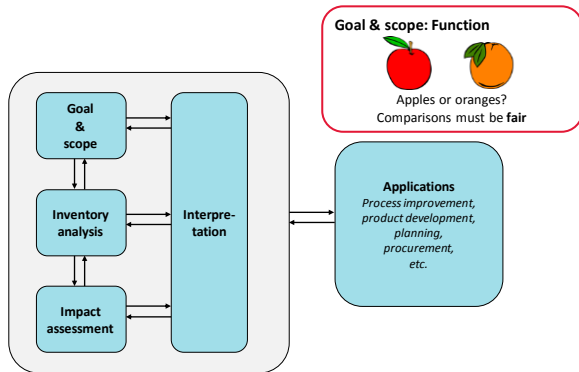 Goal & scope: Function
Apples or oranges?
Comparisons must be fair
Goal
&
scope
Inventory
analysis
Impact
assessment
Interpre-
tation
Applications
Process improvement,
product development,
planning,
procurement,
etc.